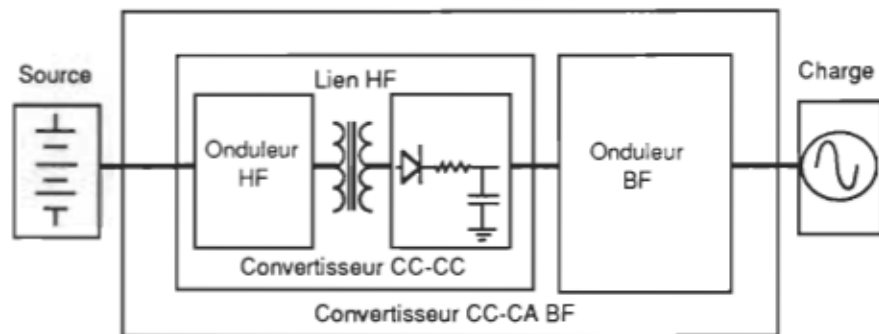 Source
Lien HF
Charge
Onduleur
HF
Onduleur
BF
Convertisseur CC-CC
Convertisseur CC-CA BF